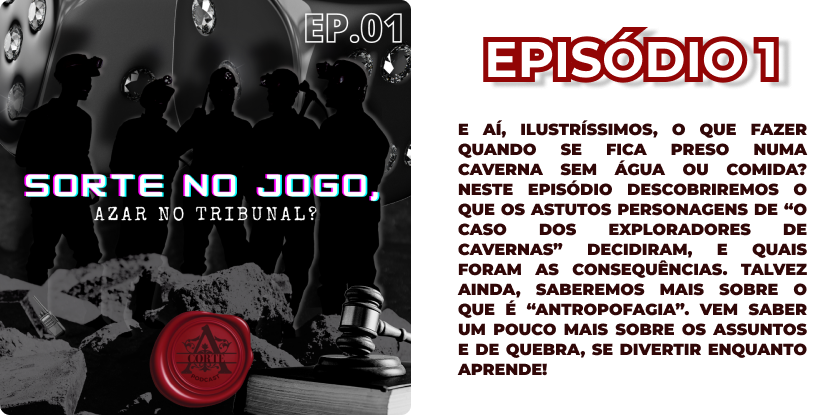 EP.01
SORTE NO JOGO,
AZAR NO TRIBUNAL?
A
CORTE
PODCAST
EPISÓDIO 1
E AÍ, ILUSTRÍSSIMOS, O QUE FAZER
QUANDO SE FICA PRESO NUMA
CAVERNA SEM ÁGUA OU COMIDA?
NESTE EPISÓDIO DESCOBRIREMOS O
QUE OS ASTUTOS PERSONAGENS DE “O
CASO DOS EXPLORADORES DE
CAVERNAS” DECIDIRAM, E QUAIS
FORAM AS CONSEQUÊNCIAS. TALVEZ
AINDA, SABEREMOS MAIS SOBRE O
QUE É “ANTROPOFAGIA”. VEM SABER
UM POUCO MAIS SOBRE OS ASSUNTOS
E DE QUEBRA, SE DIVERTIR ENQUANTO
APRENDE!